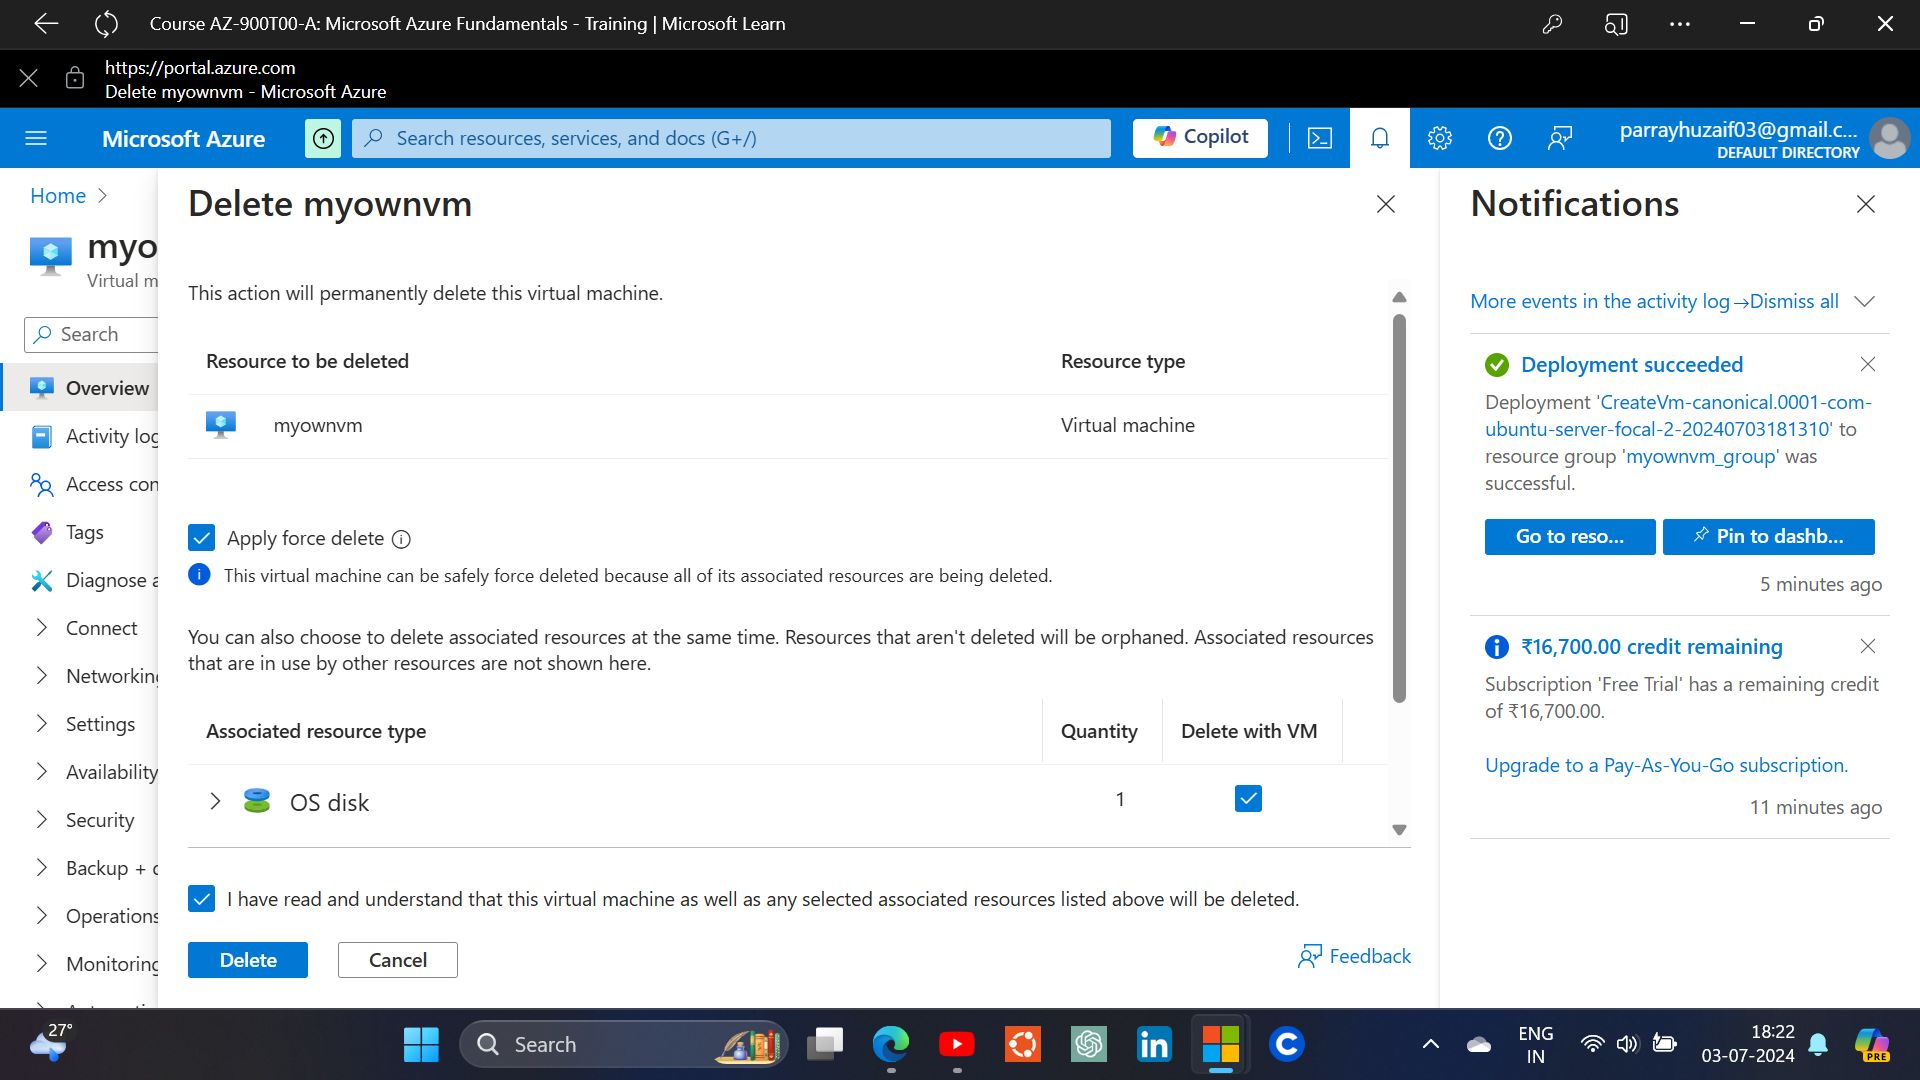 Course AZ-900T00-A: Microsoft Azure Fundamentals - Training | Microsoft Learn
https://portal.azure.com
Delete myownvm - Microsoft Azure
Microsoft Azure
Search resources, services, and docs (G+/)
Copilot
parrayhuzaif03@gmail.c...
DEFAULT DIRECTORY
Home
myo
Virtual m
Search
Overview
Activity log
Access con
Tags
Diagnose a
Connect
Networking
Settings
Availability
Security
Backup + d
Operations
Monitoring
Delete myownvm
This action will permanently delete this virtual machine.
Resource to be deleted Resource type
myownvm Virtual machine
Apply force delete
This virtual machine can be safely force deleted because all of its associated resources are being deleted.
You can also choose to delete associated resources at the same time. Resources that aren't deleted will be orphaned. Associated resources
that are in use by other resources are not shown here.
Associated resource type Quantity Delete with VM
OS disk 1
I have read and understand that this virtual machine as well as any selected associated resources listed above will be deleted.
Delete Cancel
Feedback
Notifications
More events in the activity log → Dismiss all
Deployment succeeded
Deployment 'CreateVm-canonical.0001-com-
ubuntu-server-focal-2-20240703181310' to
resource group 'myownvm_group' was
successful.
Go to reso... Pin to dashb...
5 minutes ago
₹16,700.00 credit remaining
Subscription 'Free Trial' has a remaining credit
of ₹16,700.00.
Upgrade to a Pay-As-You-Go subscription.
11 minutes ago
27°
Search
in
C
ENG
IN
18:22
03-07-2024
PRE